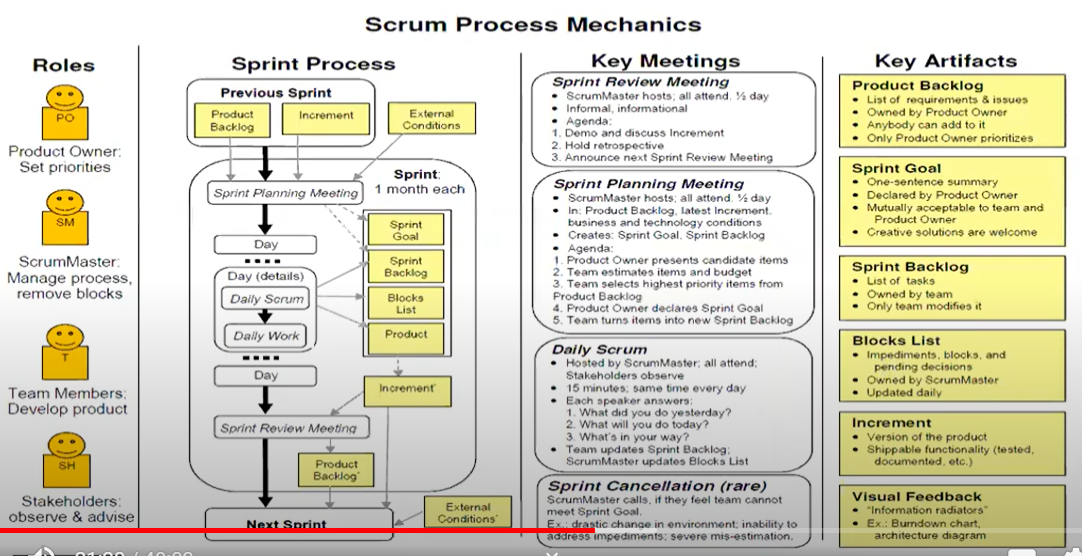 Scrum Process Mechanics
Roles
PO
Product Owner:
Set priorities
SM
ScrumMaster:
Manage process,
remove blocks
T
Team Members:
Develop product
SH
Stakeholders:
observe & advise
Sprint Process
Previous Sprint
Product
Backlog
Increment
External
Conditions
Sprint:
1 month each
Sprint Planning Meeting
Sprint
Goal
Day
Sprint
Backlog
Day (details)
Daily Scrum
Blocks
List
Daily Work
Product
Day
Increment'
Sprint Review Meeting
Product
Backlog'
External
Conditions'
Next Sprint
Key Meetings
Sprint Review Meeting
• ScrumMaster hosts; all attend, ½ day
• Informal, informational
• Agenda:
1. Demo and discuss Increment
2. Hold retrospective
3. Announce next Sprint Review Meeting
Sprint Planning Meeting
• ScrumMaster hosts; all attend. ½ day
• In: Product Backlog, latest Increment,
business and technology conditions
• Creates: Sprint Goal, Sprint Backlog
• Agenda:
1. Product Owner presents candidate items
2. Team estimates items and budget
3. Team selects highest priority items from
Product Backlog
4. Product Owner declares Sprint Goal
5. Team turns items into new Sprint Backlog
Daily Scrum
• Hosted by ScrumMaster; all attend;
Stakeholders observe
• 15 minutes; same time every day
• Each speaker answers:
1. What did you do yesterday?
2. What will you do today?
3. What's in your way?
• Team updates Sprint Backlog;
ScrumMaster updates Blocks List
Sprint Cancellation (rare)
ScrumMaster calls, if they feel team cannot
meet Sprint Goal.
Ex.: drastic change in environment; inability to
address impediments; severe mis-estimation.
Key Artifacts
Product Backlog
• List of requirements & issues
• Owned by Product Owner
• Anybody can add to it
• Only Product Owner prioritizes
Sprint Goal
• One-sentence summary
• Declared by Product Owner
• Mutually acceptable to team and
Product Owner
• Creative solutions are welcome
Sprint Backlog
• List of tasks
• Owned by team
• Only team modifies it
Blocks List
• Impediments, blocks, and
pending decisions
• Owned by ScrumMaster
• Updated daily
Increment
• Version of the product
• Shippable functionality (tested,
documented, etc.)
Visual Feedback
• "Information radiators"
• Ex.: Burndown chart,
architecture diagram